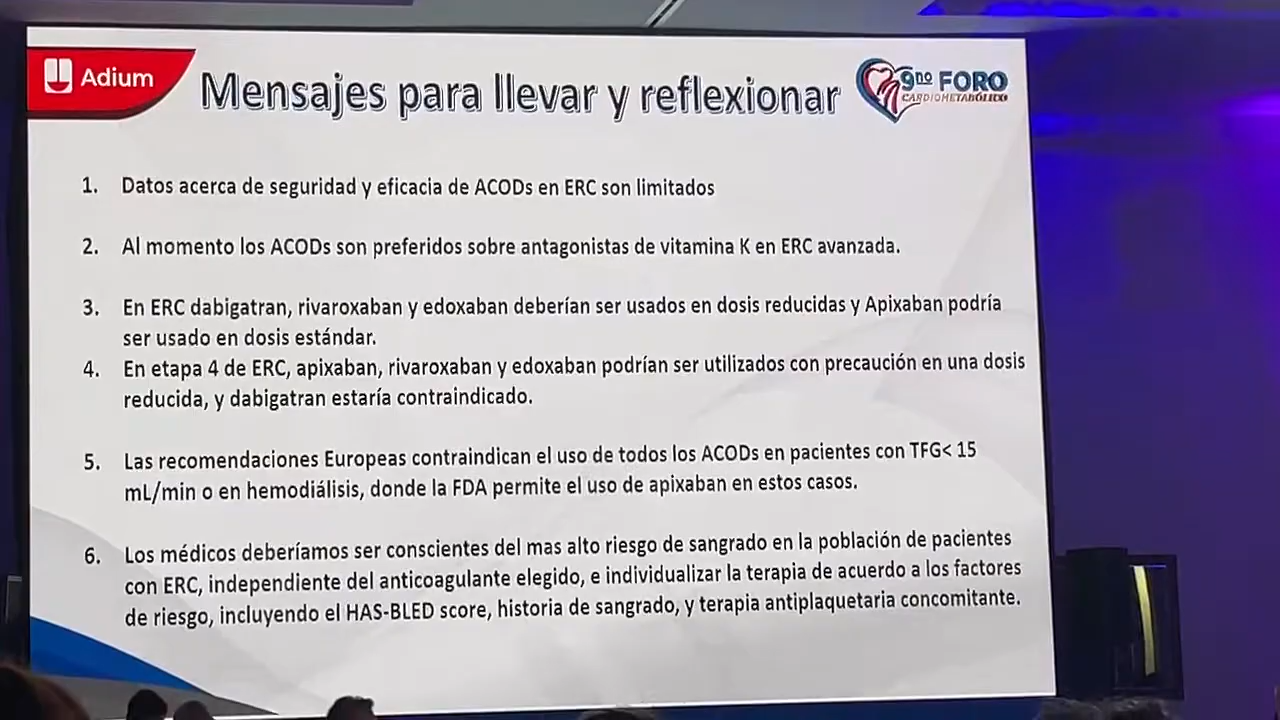 Adium
Mensajes para llevar y reflexionar
9no FORO
CARDIOMETABÓLICO
1. Datos acerca de seguridad y eficacia de ACODs en ERC son limitados
2. Al momento los ACODs son preferidos sobre antagonistas de vitamina K en ERC avanzada.
3. En ERC dabigatran, rivaroxaban y edoxaban deberían ser usados en dosis reducidas y Apixaban podría
ser usado en dosis estándar.
4. En etapa 4 de ERC, apixaban, rivaroxaban y edoxaban podrían ser utilizados con precaución en una dosis
reducida, y dabigatran estaría contraindicado.
5. Las recomendaciones Europeas contraindican el uso de todos los ACODs en pacientes con TFG< 15
mL/min o en hemodiálisis, donde la FDA permite el uso de apixaban en estos casos.
6. Los médicos deberíamos ser conscientes del mas alto riesgo de sangrado en la población de pacientes
con ERC, independiente del anticoagulante elegido, e individualizar la terapia de acuerdo a los factores
de riesgo, incluyendo el HAS-BLED score, historia de sangrado, y terapia antiplaquetaria concomitante.